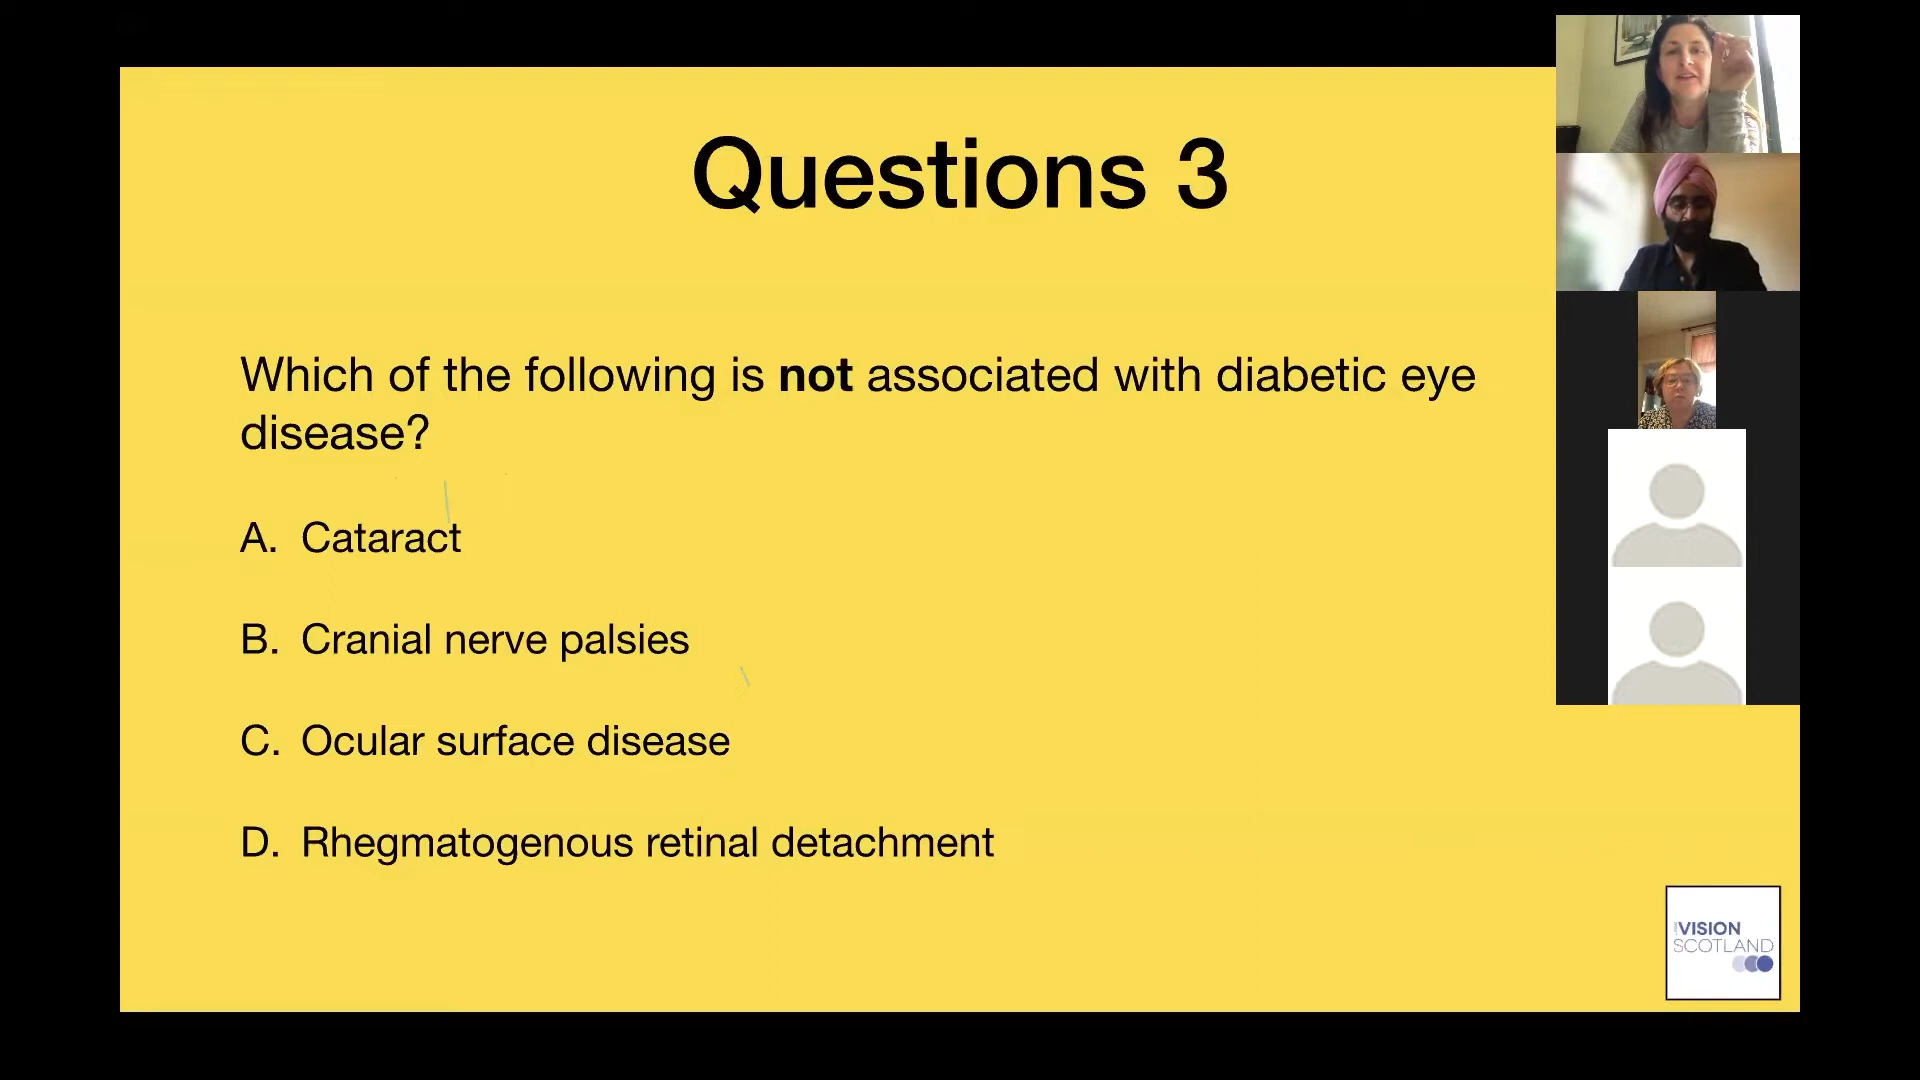 Questions 3
Which of the following is not associated with diabetic eye
disease?
A. Cataract
B. Cranial nerve palsies
C. Ocular surface disease
D. Rhegmatogenous retinal detachment
VISION
SCOTLAND